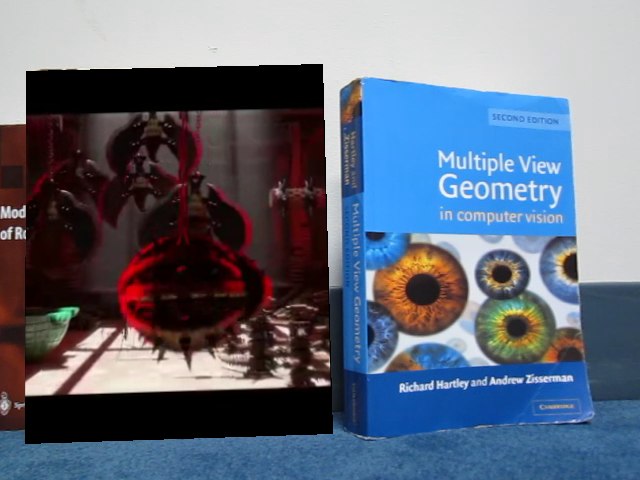 Mod
of Ro
Hartley and
Zisserman
Multiple View Geometry
SECOND EDITION
Multiple View
Geometry
in computer vision
Richard Hartley and Andrew Zisserman
CAMBRIDGE